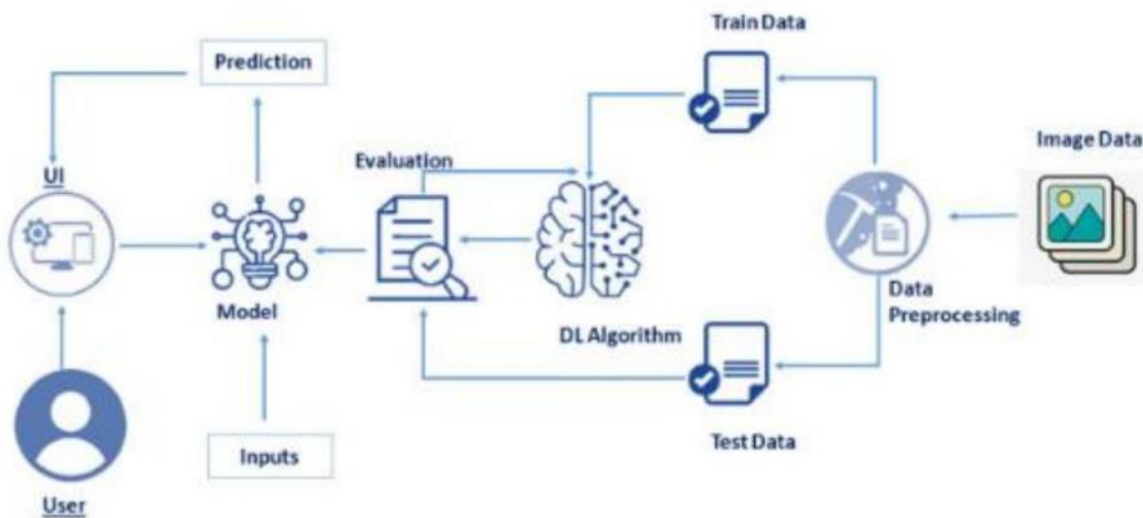 Train Data
Prediction
Image Data
Evaluation
UI
Data
Preprocessing
Model
DL Algorithm
Test Data
Inputs
User